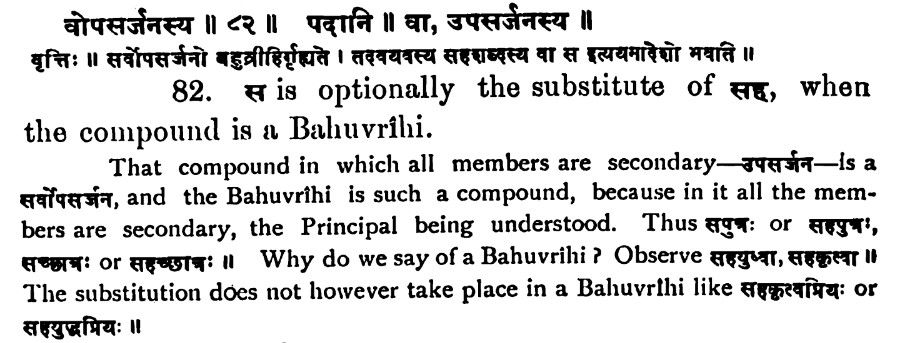 वोपसर्जनस्य ॥ ८२ ॥ पदानि ॥ वा, उपसर्जनस्य ॥
वृत्तिः ॥ सर्वोपसर्जनो बहुव्रीहिर्गृह्यते । तदवयवस्य सहशब्दस्य वा स इत्ययमादेशो भवति ॥
82. स is optionally the substitute of सह, when
the compound is a Bahuvrîhi.
That compound in which all members are secondary—उपसर्जन—is a
सर्वोपसर्जन, and the Bahuvrîhi is such a compound, because in it all the mem-
bers are secondary, the Principal being understood. Thus सपुत्रः or सहपुत्रः,
सच्छात्रः or सहच्छात्रः ॥ Why do we say of a Bahuvrîhi? Observe सहयुध्वा, सहकृत्वा ॥
The substitution does not however take place in a Bahuvrîhi like सहकृत्वप्रियः or
सहयुद्धप्रियः ॥